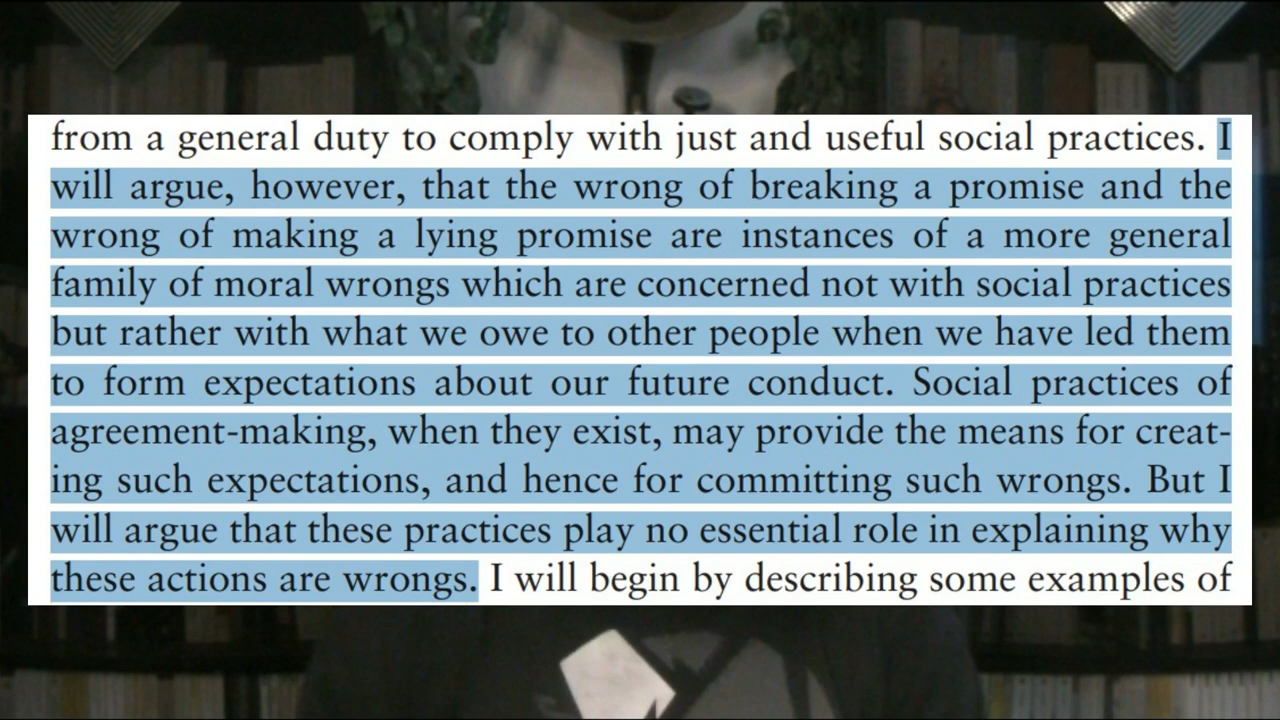 from a general duty to comply with just and useful social practices. I
will argue, however, that the wrong of breaking a promise and the
wrong of making a lying promise are instances of a more general
family of moral wrongs which are concerned not with social practices
but rather with what we owe to other people when we have led them
to form expectations about our future conduct. Social practices of
agreement-making, when they exist, may provide the means for creat-
ing such expectations, and hence for committing such wrongs. But I
will argue that these practices play no essential role in explaining why
these actions are wrongs. I will begin by describing some examples of